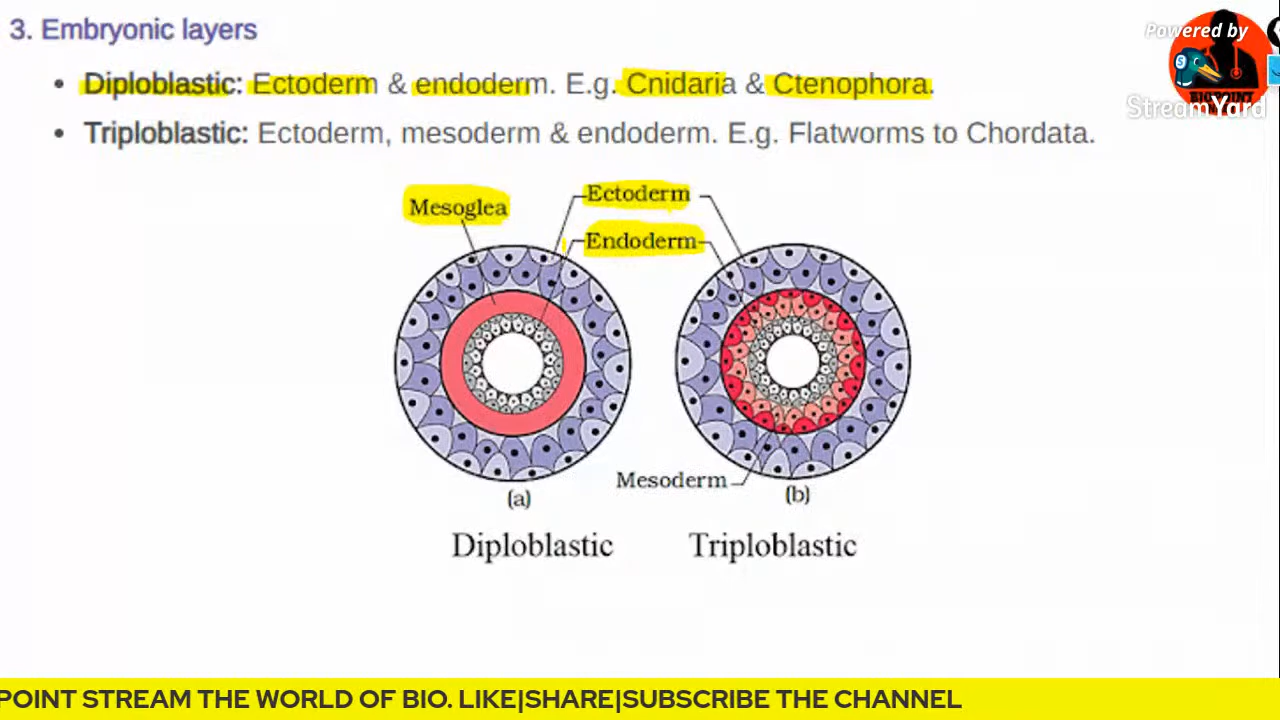 3. Embryonic layers
Powered by
• Diploblastic: Ectoderm & endoderm. E.g. Cnidaria & Ctenophora.
StreamYard
• Triploblastic: Ectoderm, mesoderm & endoderm. E.g. Flatworms to Chordata.
Mesoglea
Ectoderm
Endoderm
Mesoderm
(a)
(b)
Diploblastic
Triploblastic
POINT STREAM THE WORLD OF BIO. LIKE|SHARE|SUBSCRIBE THE CHANNEL